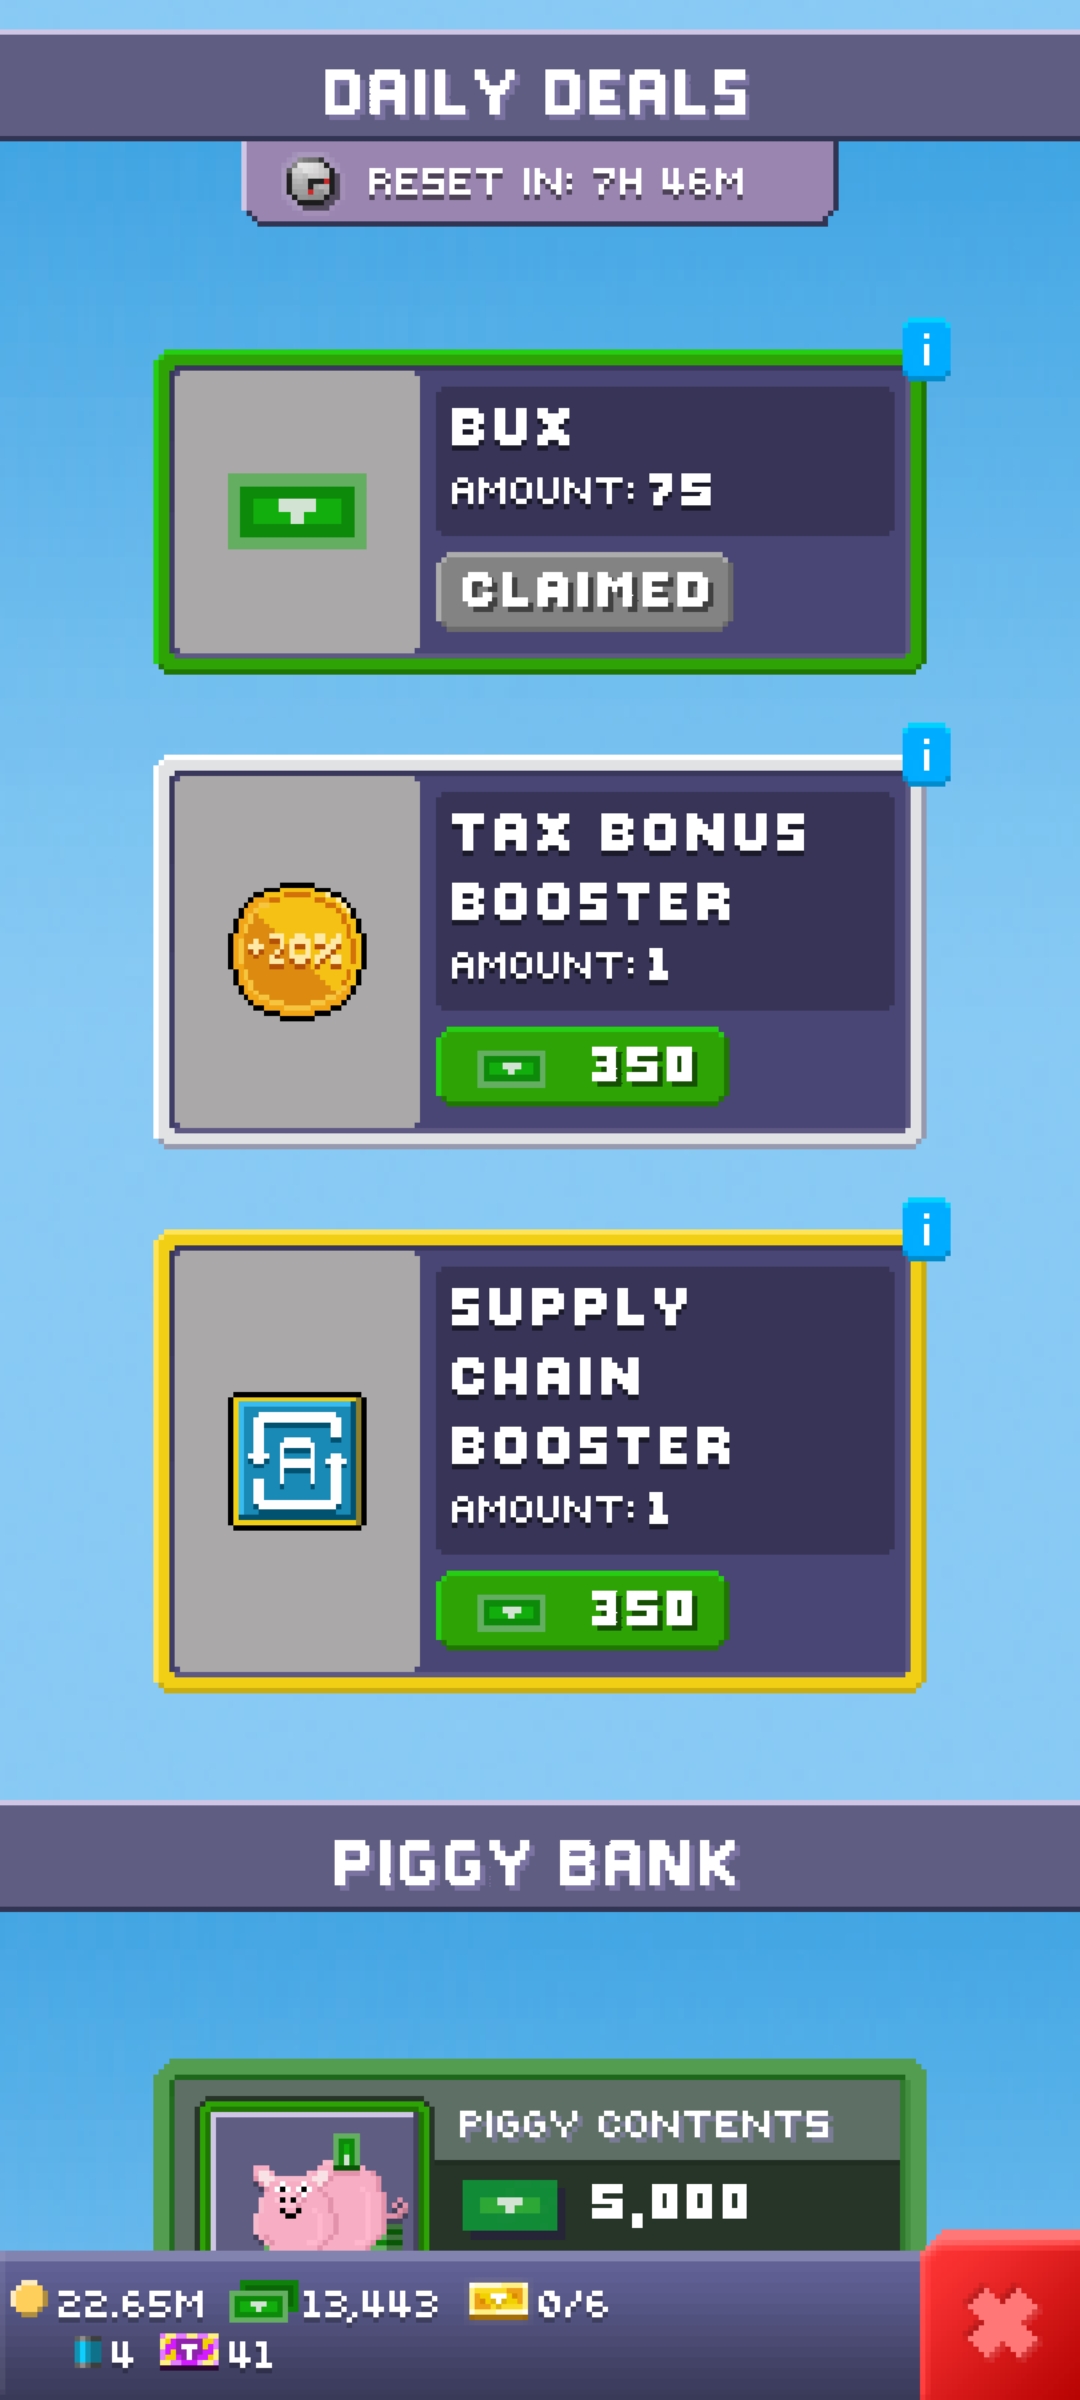 DAILY DEALS
RESET IN: 7H 46M
i
BUX
AMOUNT: 75
CLAIMED
i
TAX BONUS
BOOSTER
AMOUNT: 1
+20%
350
i
SUPPLY
CHAIN
BOOSTER
AMOUNT: 1
A
350
PIGGY BANK
PIGGY CONTENTS
5,000
22.65M 13,443 0/6
4 T 41